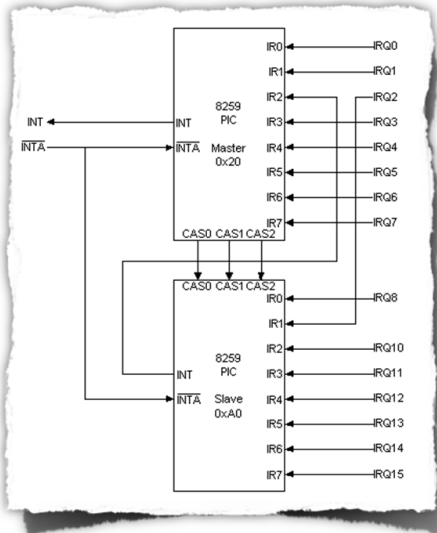 IR0 IRQ0
IR1 IRQ1
8259 IR2 IRQ2
PIC
INT INT IR3 IRQ3
INTA INTA Master IR4 IRQ4
0x20 IR5 IRQ5
IR6 IRQ6
IR7 IRQ7
CAS0 CAS1 CAS2
CAS0 CAS1 CAS2
IR0 IRQ8
IR1
8259 IR2 IRQ10
PIC
INT IR3 IRQ11
INTA Slave IR4 IRQ12
0xA0 IR5 IRQ13
IR6 IRQ14
IR7 IRQ15